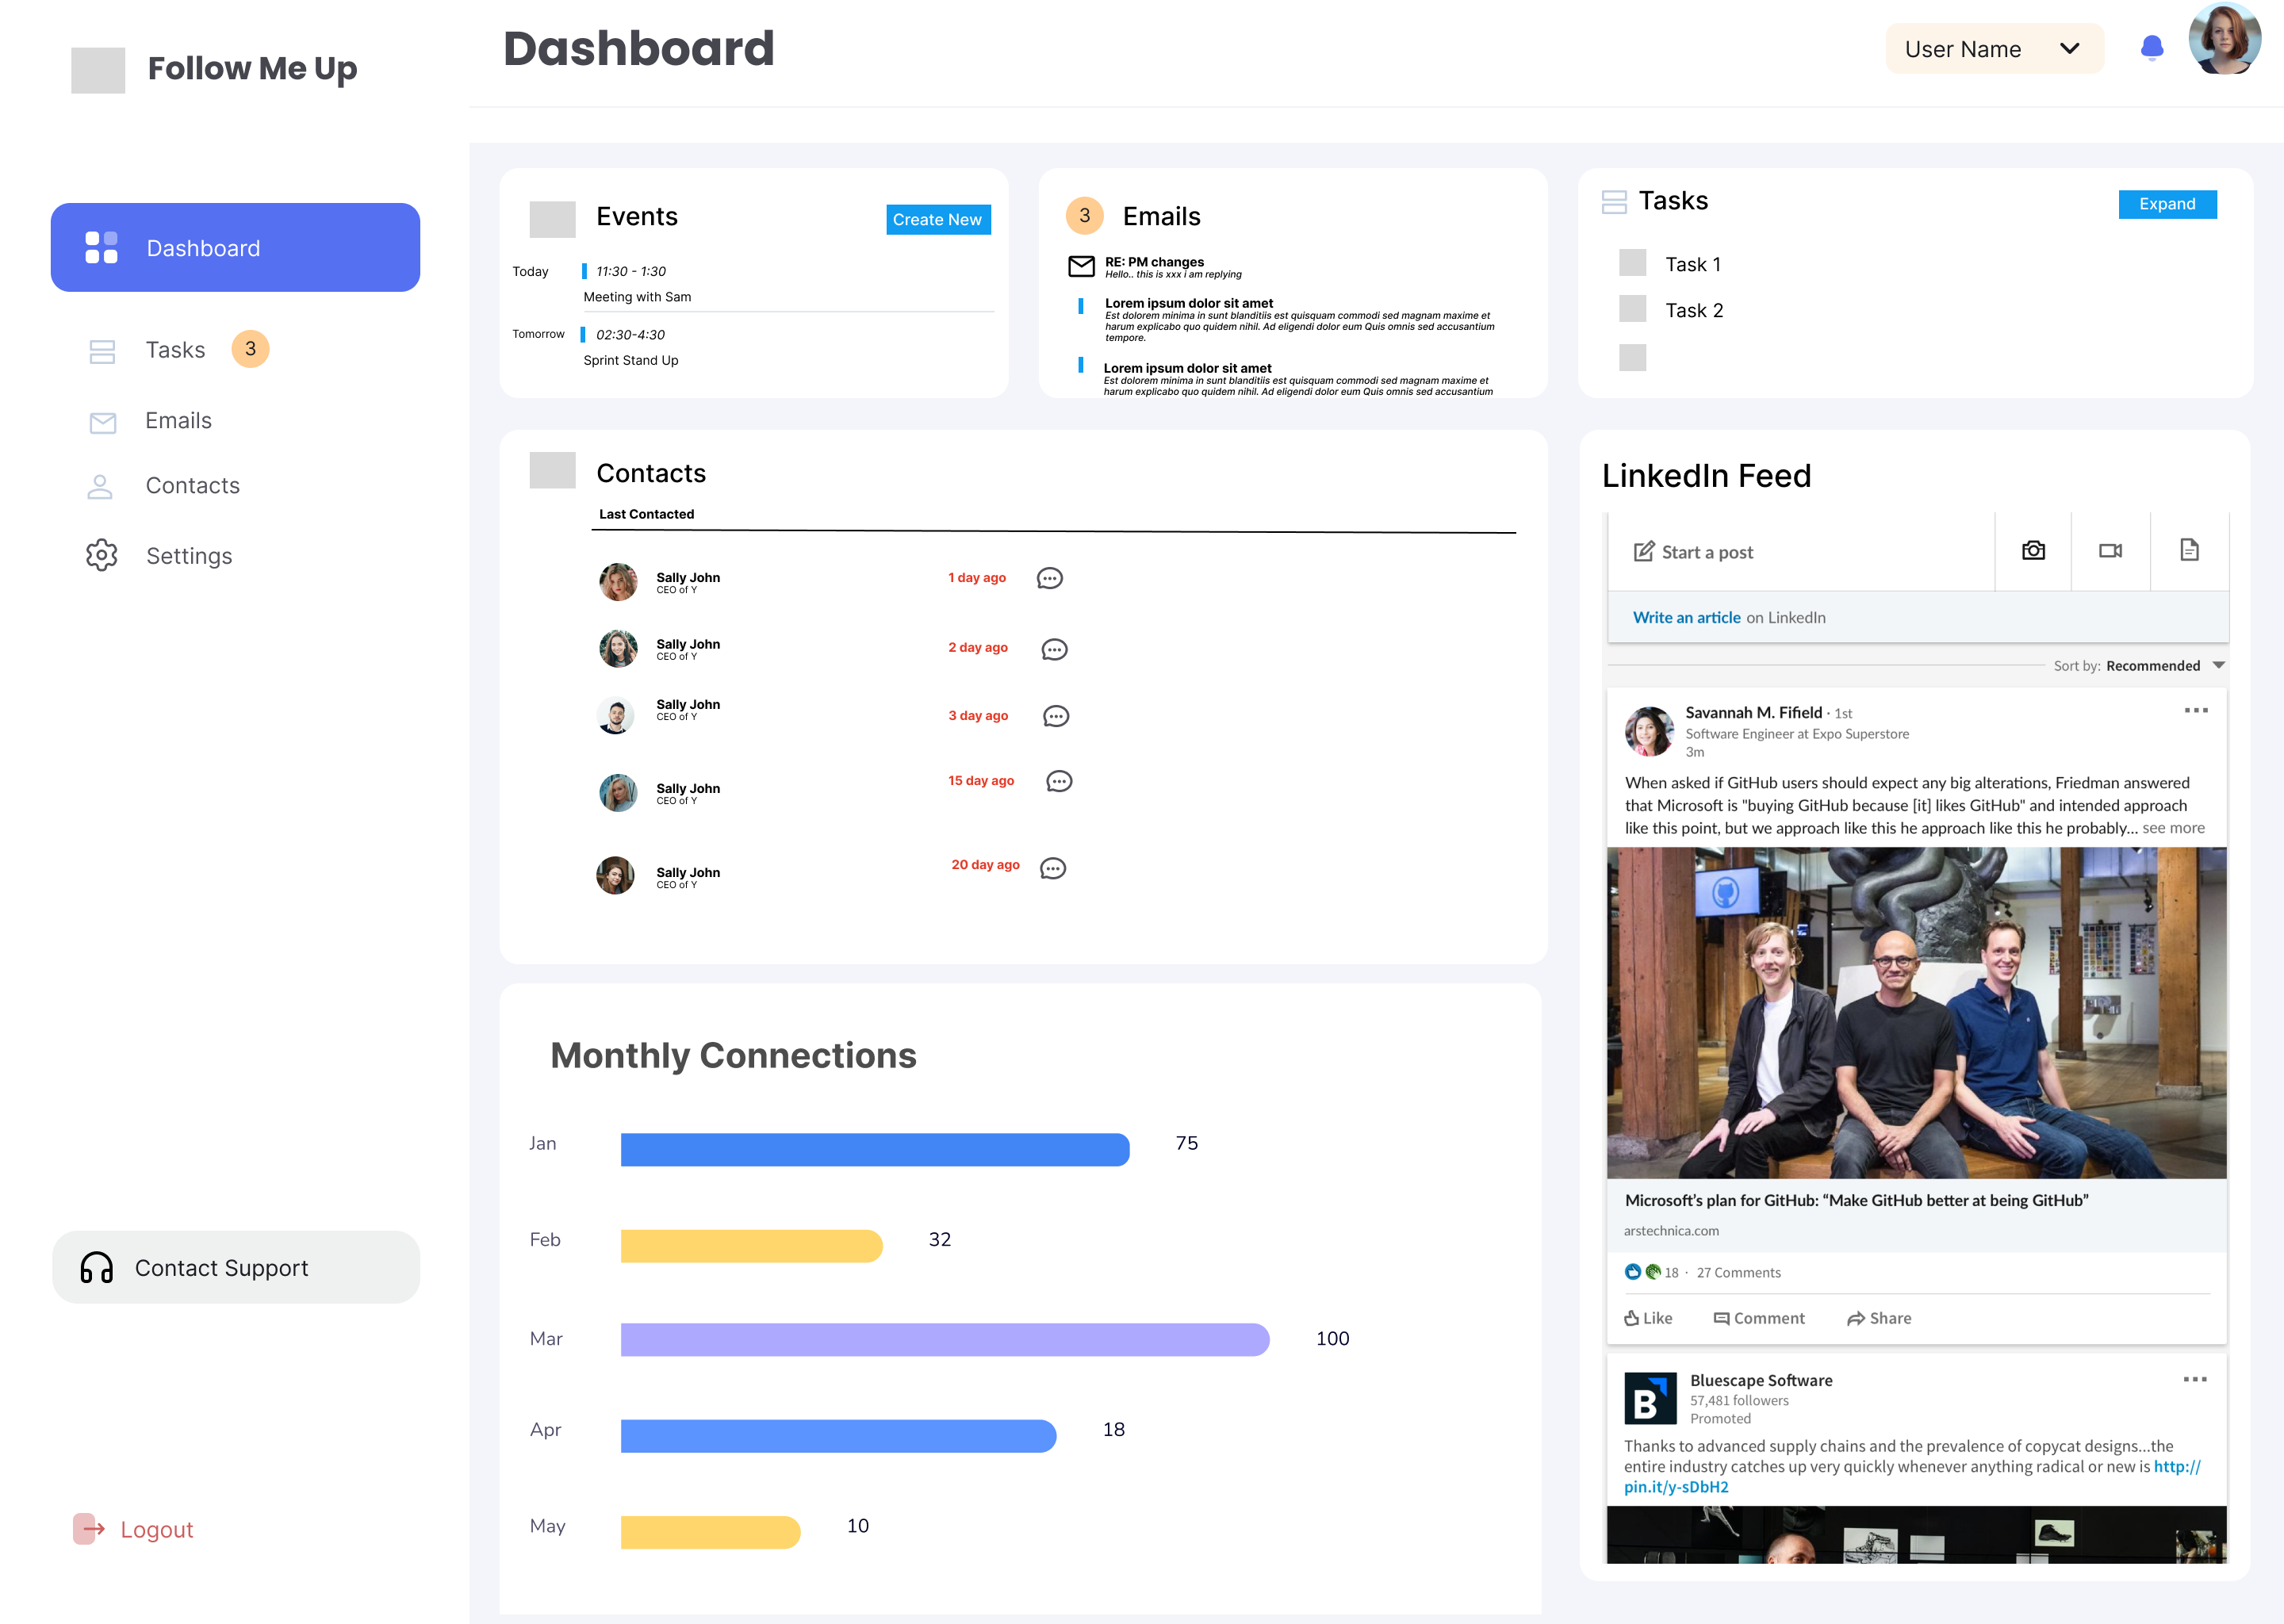 Follow Me Up
Dashboard
User Name
Dashboard
Tasks
3
Emails
Contacts
Settings
Contact Support
Logout
Events
Create New
Today
11:30 - 1:30
Meeting with Sam
Tomorrow
02:30-4:30
Sprint Stand Up
3
Emails
RE: PM changes
Hello.. this is xxx i am replying
Lorem ipsum dolor sit amet
Est dolorem minima in sunt blanditiis est quisquam commodi sed magnam maxime et
harum explicabo quo quidem nihil. Ad eligendi dolor eum Quis omnis sed accusantium
tempore.
Lorem ipsum dolor sit amet
Est dolorem minima in sunt blanditiis est quisquam commodi sed magnam maxime et
harum explicabo quo quidem nihil. Ad eligendi dolor eum Quis omnis sed accusantium
Tasks
Expand
Task 1
Task 2
Contacts
Last Contacted
Sally John
CEO of Y
1 day ago
Sally John
CEO of Y
2 day ago
Sally John
CEO of Y
3 day ago
Sally John
CEO of Y
15 day ago
Sally John
CEO of Y
20 day ago
Monthly Connections
Jan
75
Feb
32
Mar
100
Apr
18
May
10
LinkedIn Feed
Start a post
Write an article on LinkedIn
Sort by: Recommended
Savannah M. Fifield · 1st
Software Engineer at Expo Superstore
3m
When asked if GitHub users should expect any big alterations, Friedman answered
that Microsoft is "buying GitHub because [it] likes GitHub" and intended approach
like this point, but we approach like this he approach like this he probably... see more
Microsoft's plan for GitHub: “Make GitHub better at being GitHub”
arstechnica.com
18 · 27 Comments
Like
Comment
Share
B
Bluescape Software
57,481 followers
Promoted
Thanks to advanced supply chains and the prevalence of copycat designs...the
entire industry catches up very quickly whenever anything radical or new is http://
pin.it/y-sDbH2